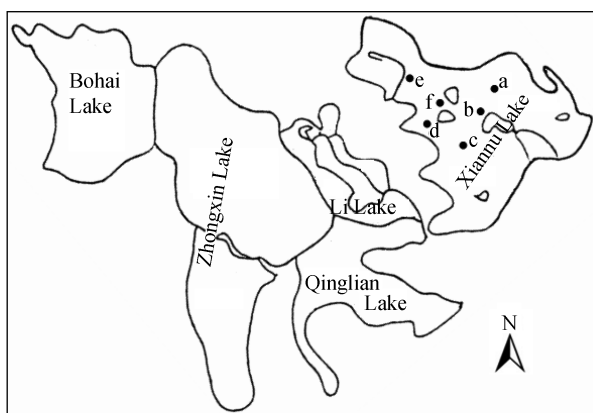 Bohai
Lake
Zhongxin Lake
Li Lake
Qinglian
Lake
Xiannu Lake
a
b
c
d
e
f
N